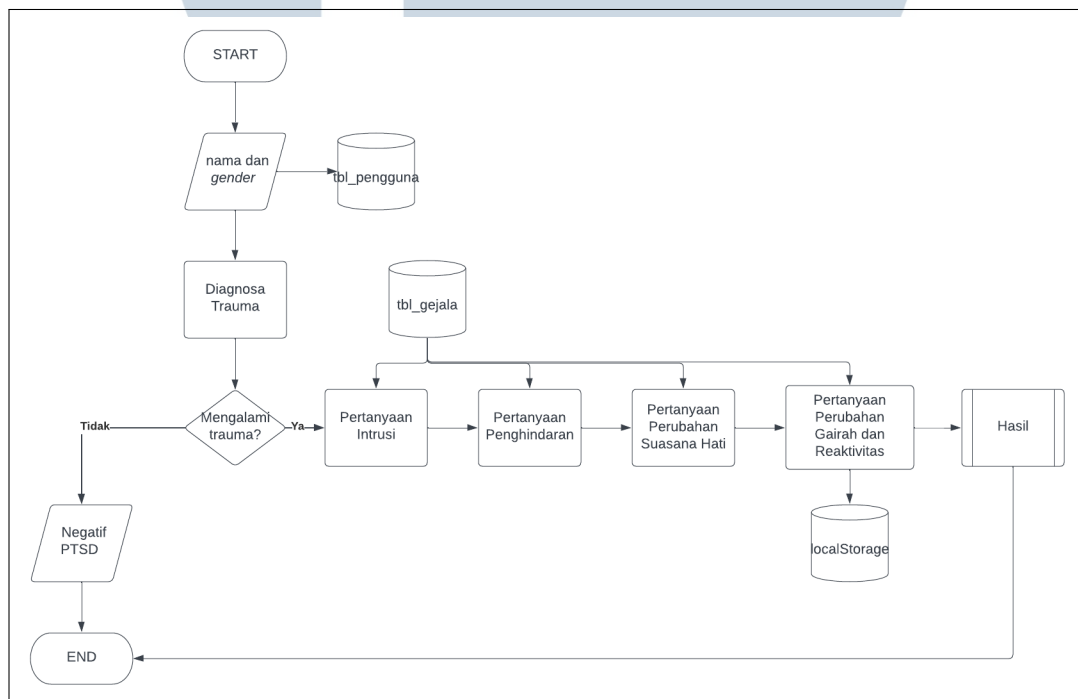 START
nama dan
gender
tbl_pengguna
Diagnosa
Trauma
tbl_gejala
Mengalami
trauma?
Tidak
Ya
Pertanyaan
Intrusi
Pertanyaan
Penghindaran
Pertanyaan
Perubahan
Suasana Hati
Pertanyaan
Perubahan
Gairah dan
Reaktivitas
Hasil
Negatif
PTSD
localStorage
END